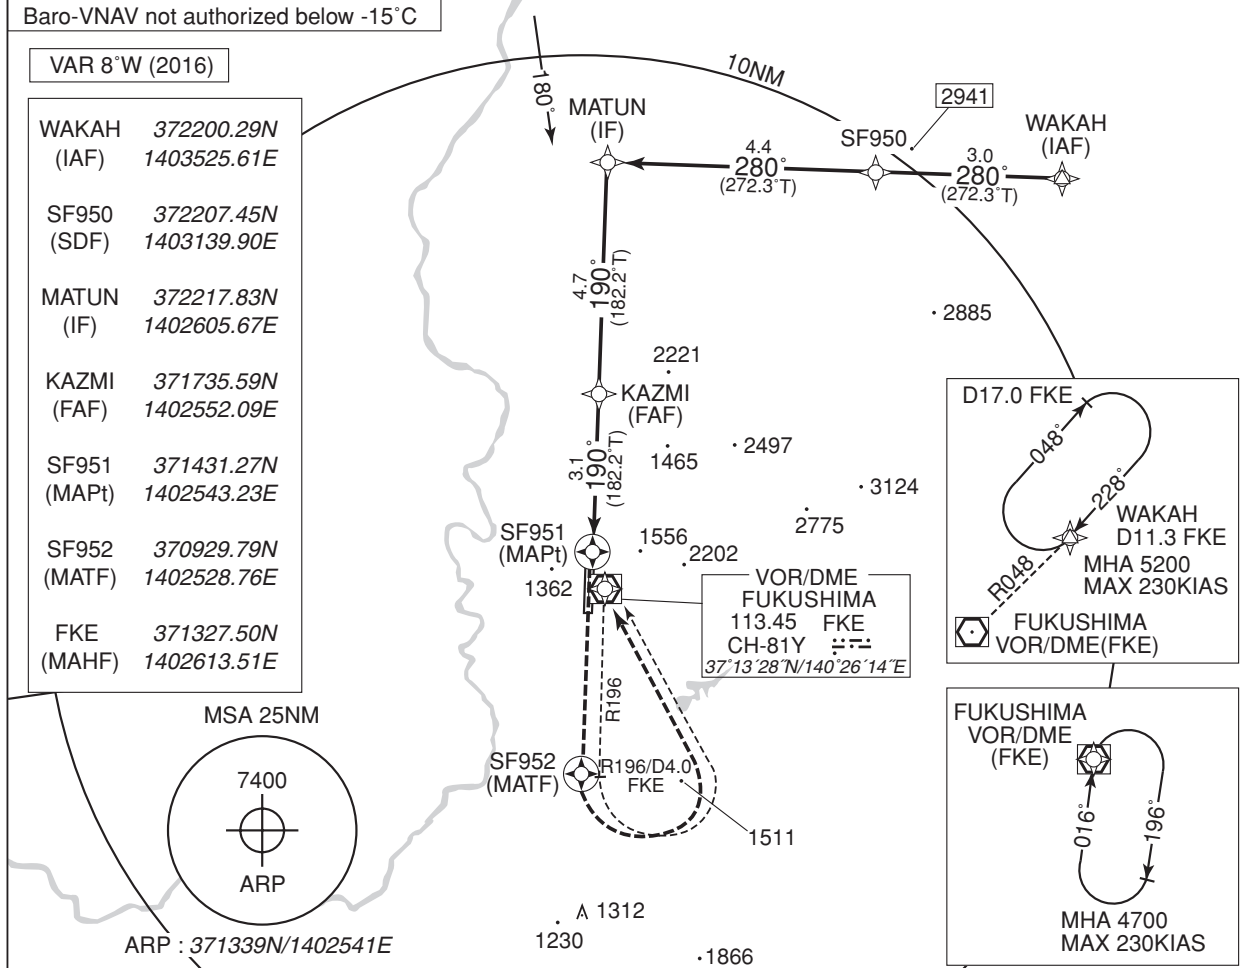 Baro-VNAV not authorized below -15˚C
VAR 8˚W (2016)
WAKAH 372200.29N
(IAF) 1403525.61E
SF950 372207.45N
(SDF) 1403139.90E
MATUN 372217.83N
(IF) 1402605.67E
KAZMI 371735.59N
(FAF) 1402552.09E
SF951 371431.27N
(MAPt) 1402543.23E
SF952 370929.79N
(MATF) 1402528.76E
FKE 371327.50N
(MAHF) 1402613.51E
MSA 25NM
7400
ARP
ARP : 371339N/1402541E
180˚
10NM
MATUN
(IF)
4.4
280˚
(272.3˚T)
SF950
2941
3.0
280˚
(272.3˚T)
WAKAH
(IAF)
4.7
190˚
(182.2˚T)
2885
2221
KAZMI
(FAF)
3.1
190˚
(182.2˚T)
1465
2497
3124
2775
SF951
(MAPt)
1556
2202
1362
VOR/DME
FUKUSHIMA
113.45 FKE
CH-81Y
37˚13´28˝N/140˚26´14˝E
R196
SF952
(MATF)
R196/D4.0
FKE
1511
1312
1230
1866
D17.0 FKE
048˚
228˚
WAKAH
D11.3 FKE
MHA 5200
MAX 230KIAS
R048
FUKUSHIMA
VOR/DME(FKE)
FUKUSHIMA
VOR/DME
(FKE)
016˚
196˚
MHA 4700
MAX 230KIAS